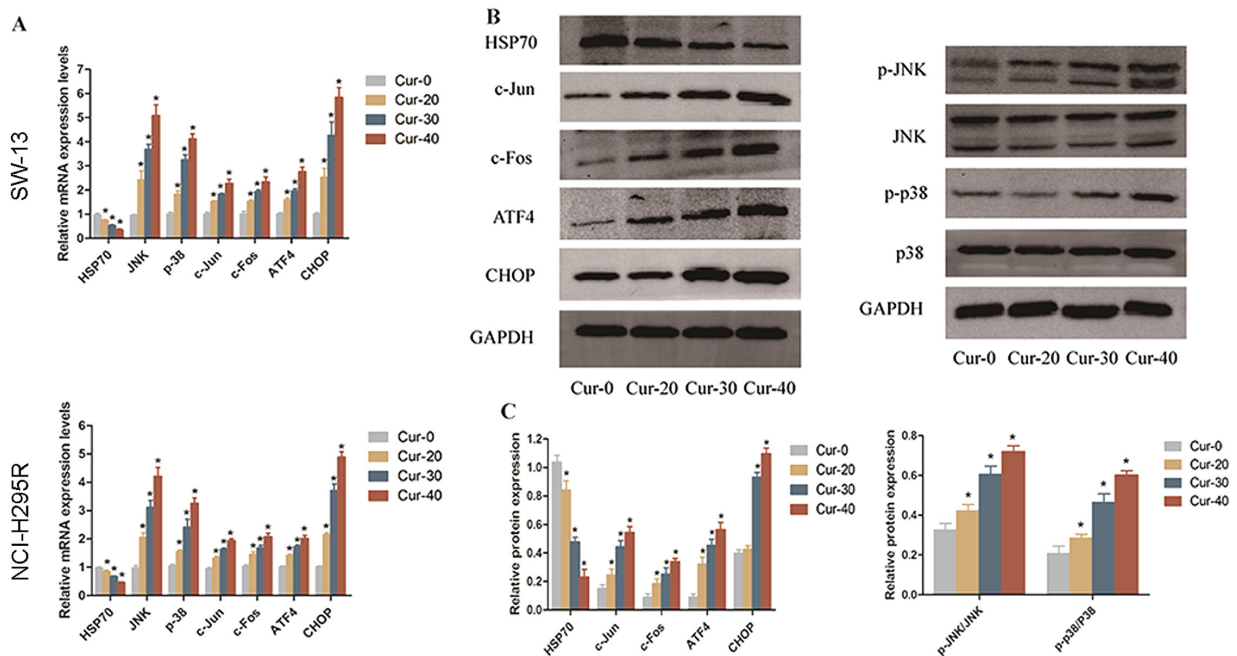 A
SW-13
Relative mRNA expression levels
7
6
5
4
3
2
1
0
HSP70
JNK
p-38
c-Jun
c-Fos
ATF4
CHOP
Cur-0
Cur-20
Cur-30
Cur-40
B
HSP70
c-Jun
c-Fos
ATF4
CHOP
GAPDH
Cur-0 Cur-20 Cur-30 Cur-40
p-JNK
JNK
p-p38
p38
GAPDH
Cur-0 Cur-20 Cur-30 Cur-40
NCI-H295R
Relative mRNA expression levels
6
5
4
3
2
1
0
HSP70
JNK
p-38
c-Jun
c-Fos
ATF4
CHOP
Cur-0
Cur-20
Cur-30
Cur-40
C
Relative protein expression
1.2
1.0
0.8
0.6
0.4
0.2
0.0
HSP70
c-Jun
c-Fos
ATF4
CHOP
Cur-0
Cur-20
Cur-30
Cur-40
Relative protein expression
0.8
0.6
0.4
0.2
0.0
p-JNK/JNK
p-p38/P38
Cur-0
Cur-20
Cur-30
Cur-40